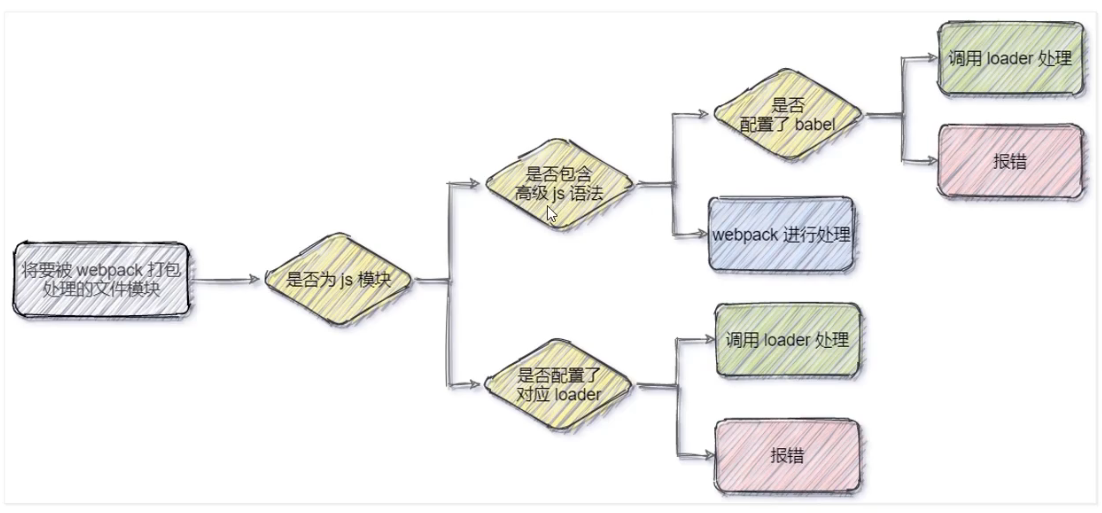 将要被 webpack 打包
处理的文件模块
是否为 js 模块
是否包含
高级 js 语法
是否
配置了 babel
调用 loader 处理
报错
webpack 进行处理
是否配置了
对应 loader
调用 loader 处理
报错